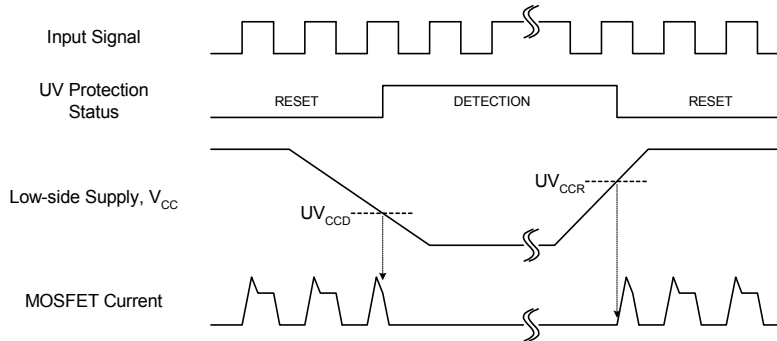 Input Signal
UV Protection
Status
RESET
DETECTION
RESET
Low-side Supply, V_CC
UV_CCD
UV_CCR
MOSFET Current